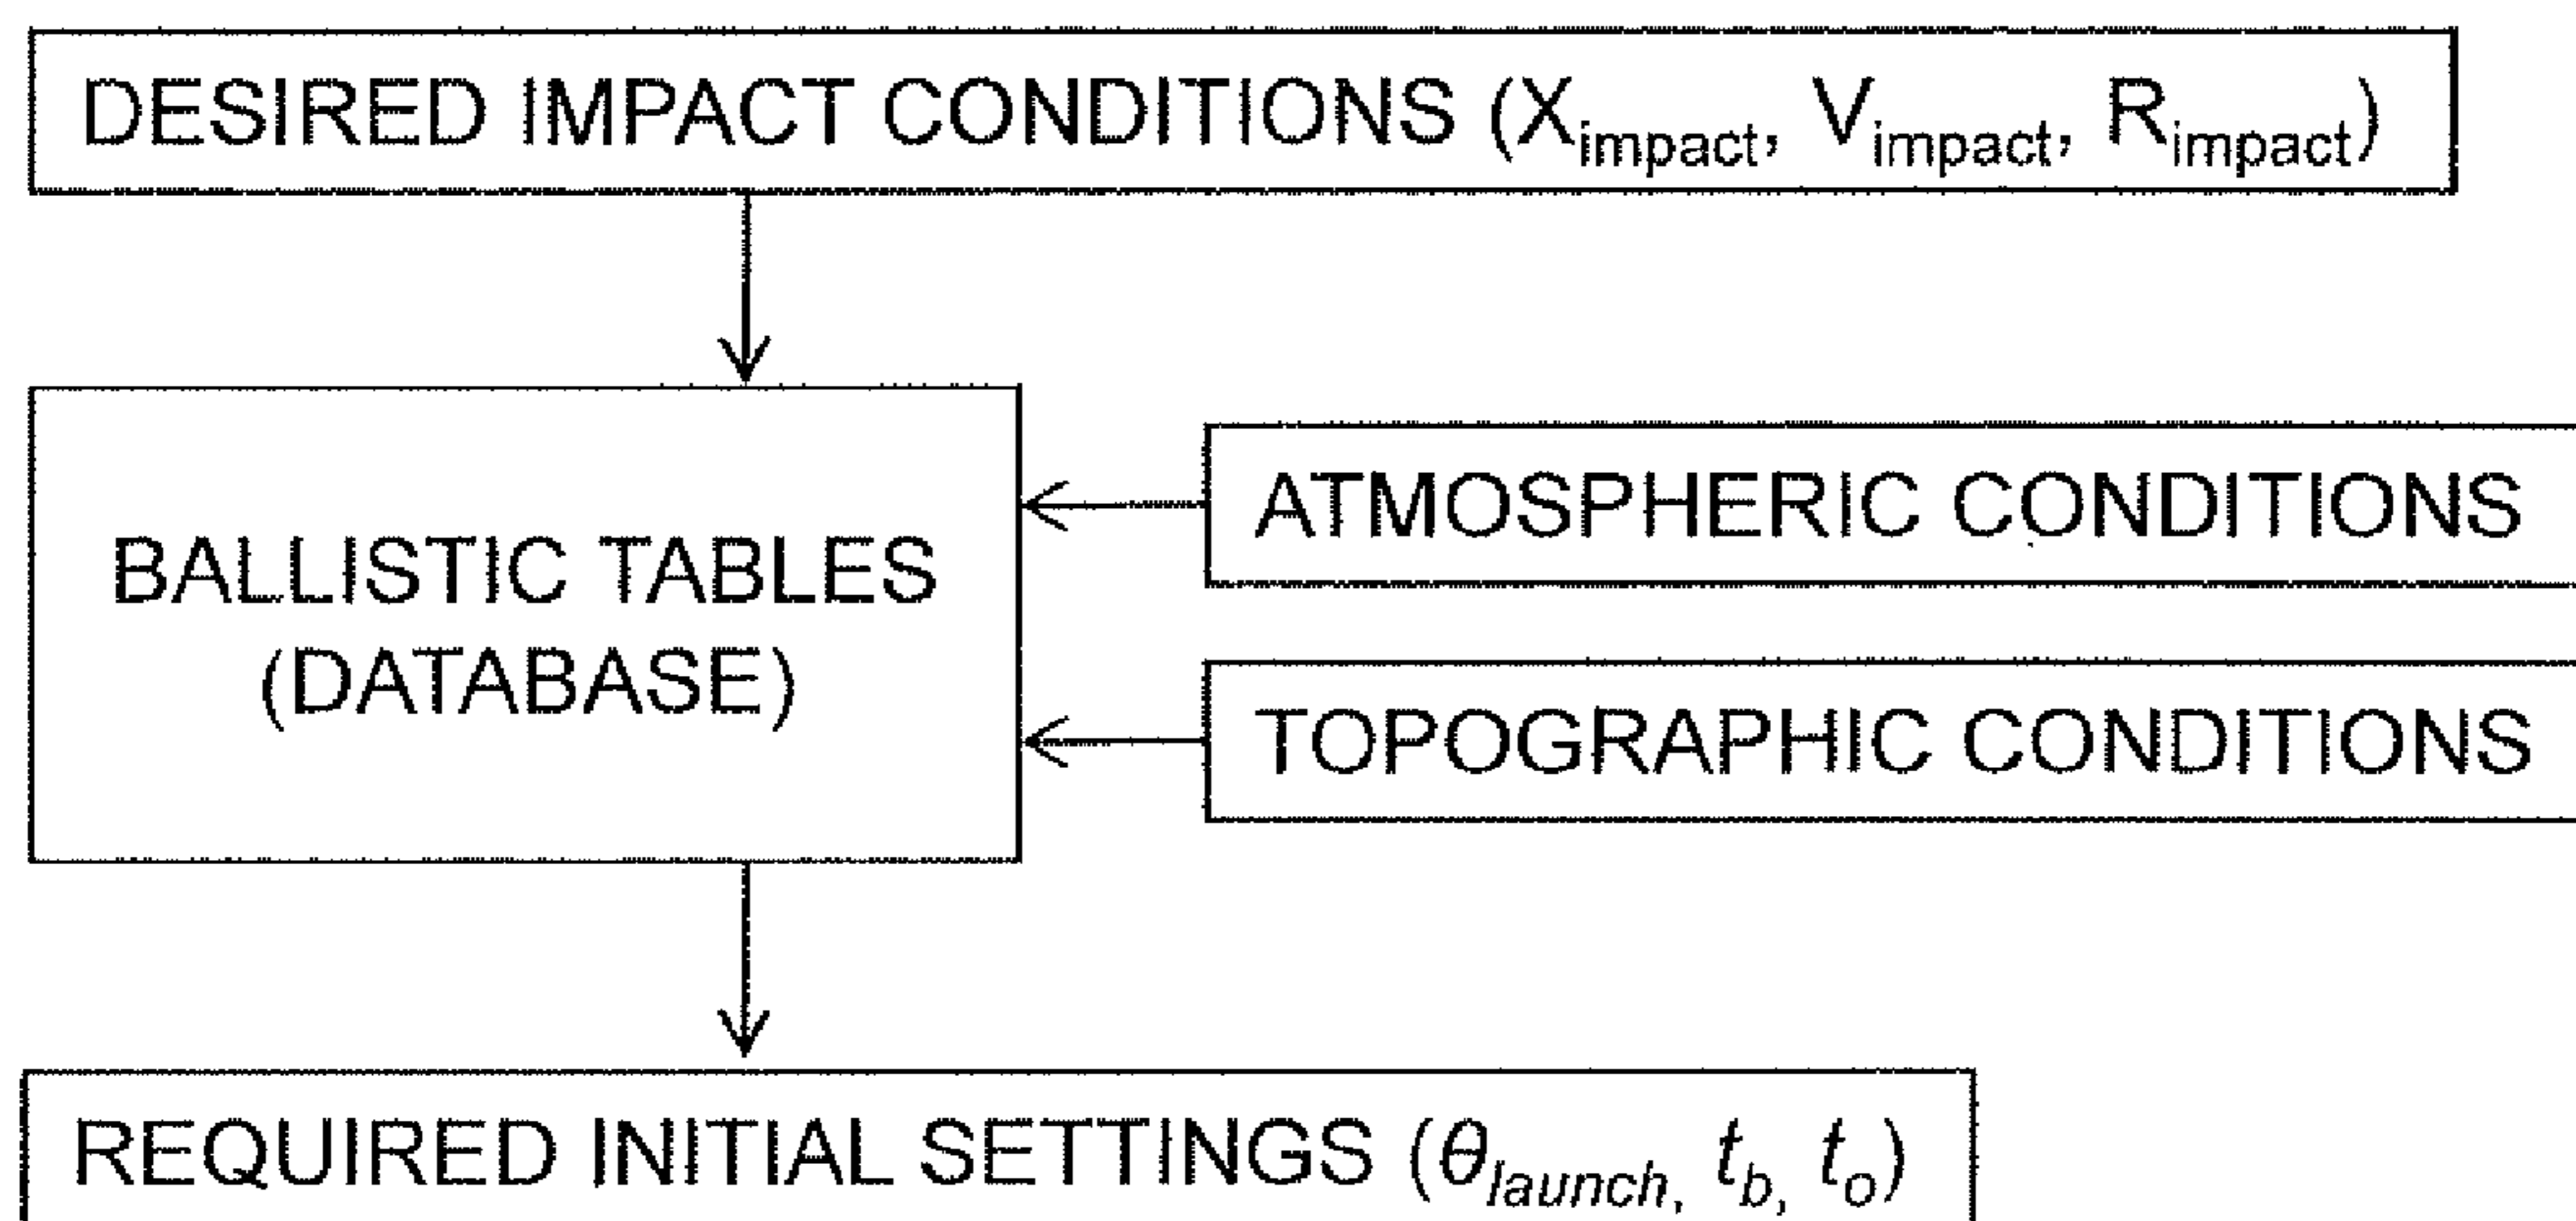 DESIRED IMPACT CONDITIONS (X_impact, V_impact, R_impact)
BALLISTIC TABLES
(DATABASE)
ATMOSPHERIC CONDITIONS
TOPOGRAPHIC CONDITIONS
REQUIRED INITIAL SETTINGS (θ_launch, t_b, t_o)